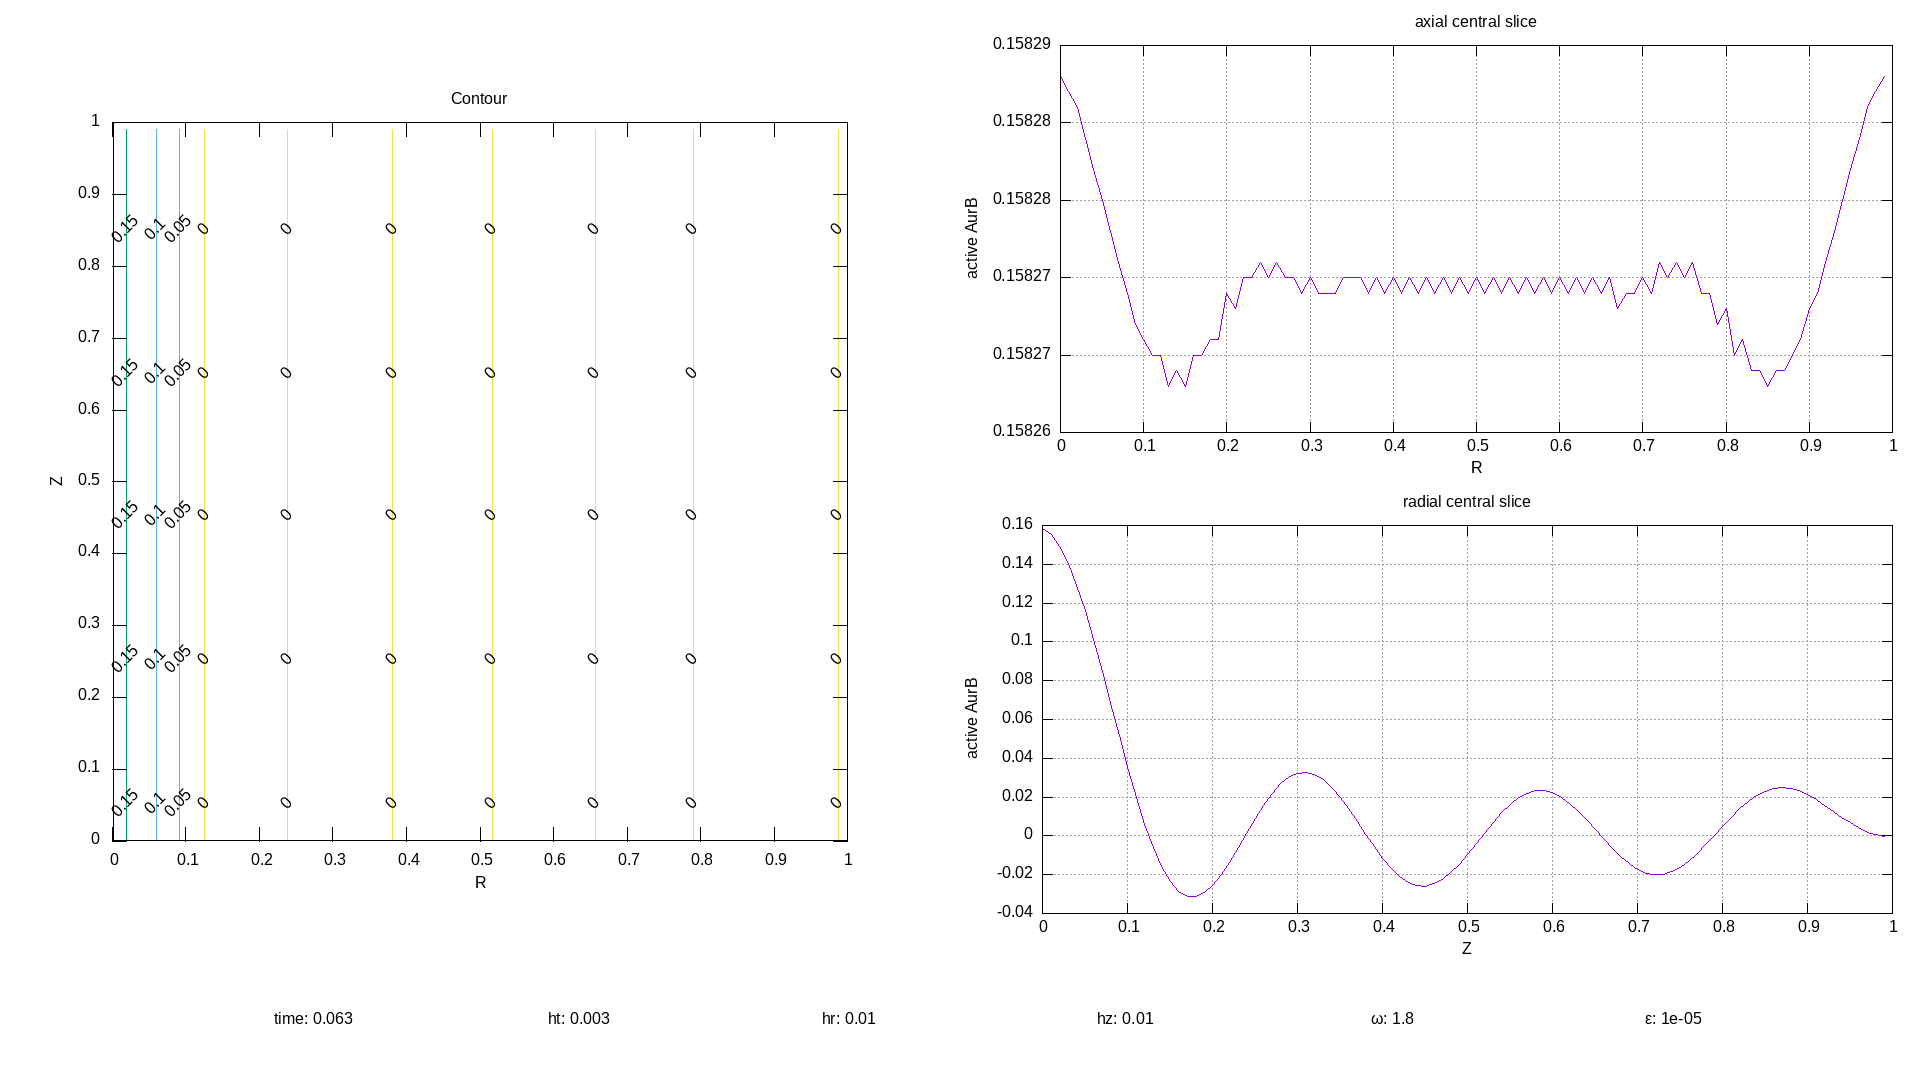 Contour
1
0.9
0.8
0.7
0.6
0.5
0.4
0.3
0.2
0.1
0
Z
0.15 0.1 0.05 0 0 0 0 0 0 0
0.15 0.1 0.05 0 0 0 0 0 0 0
0.15 0.1 0.05 0 0 0 0 0 0 0
0.15 0.1 0.05 0 0 0 0 0 0 0
0.15 0.1 0.05 0 0 0 0 0 0 0
0 0.1 0.2 0.3 0.4 0.5 0.6 0.7 0.8 0.9 1
R
axial central slice
0.15829
0.15828
0.15828
0.15827
0.15827
0.15826
active AurB
0 0.1 0.2 0.3 0.4 0.5 0.6 0.7 0.8 0.9 1
R
radial central slice
0.16
0.14
0.12
0.1
0.08
0.06
0.04
0.02
0
-0.02
-0.04
active AurB
0 0.1 0.2 0.3 0.4 0.5 0.6 0.7 0.8 0.9 1
Z
time: 0.063 ht: 0.003 hr: 0.01 hz: 0.01 ω: 1.8 ε: 1e-05